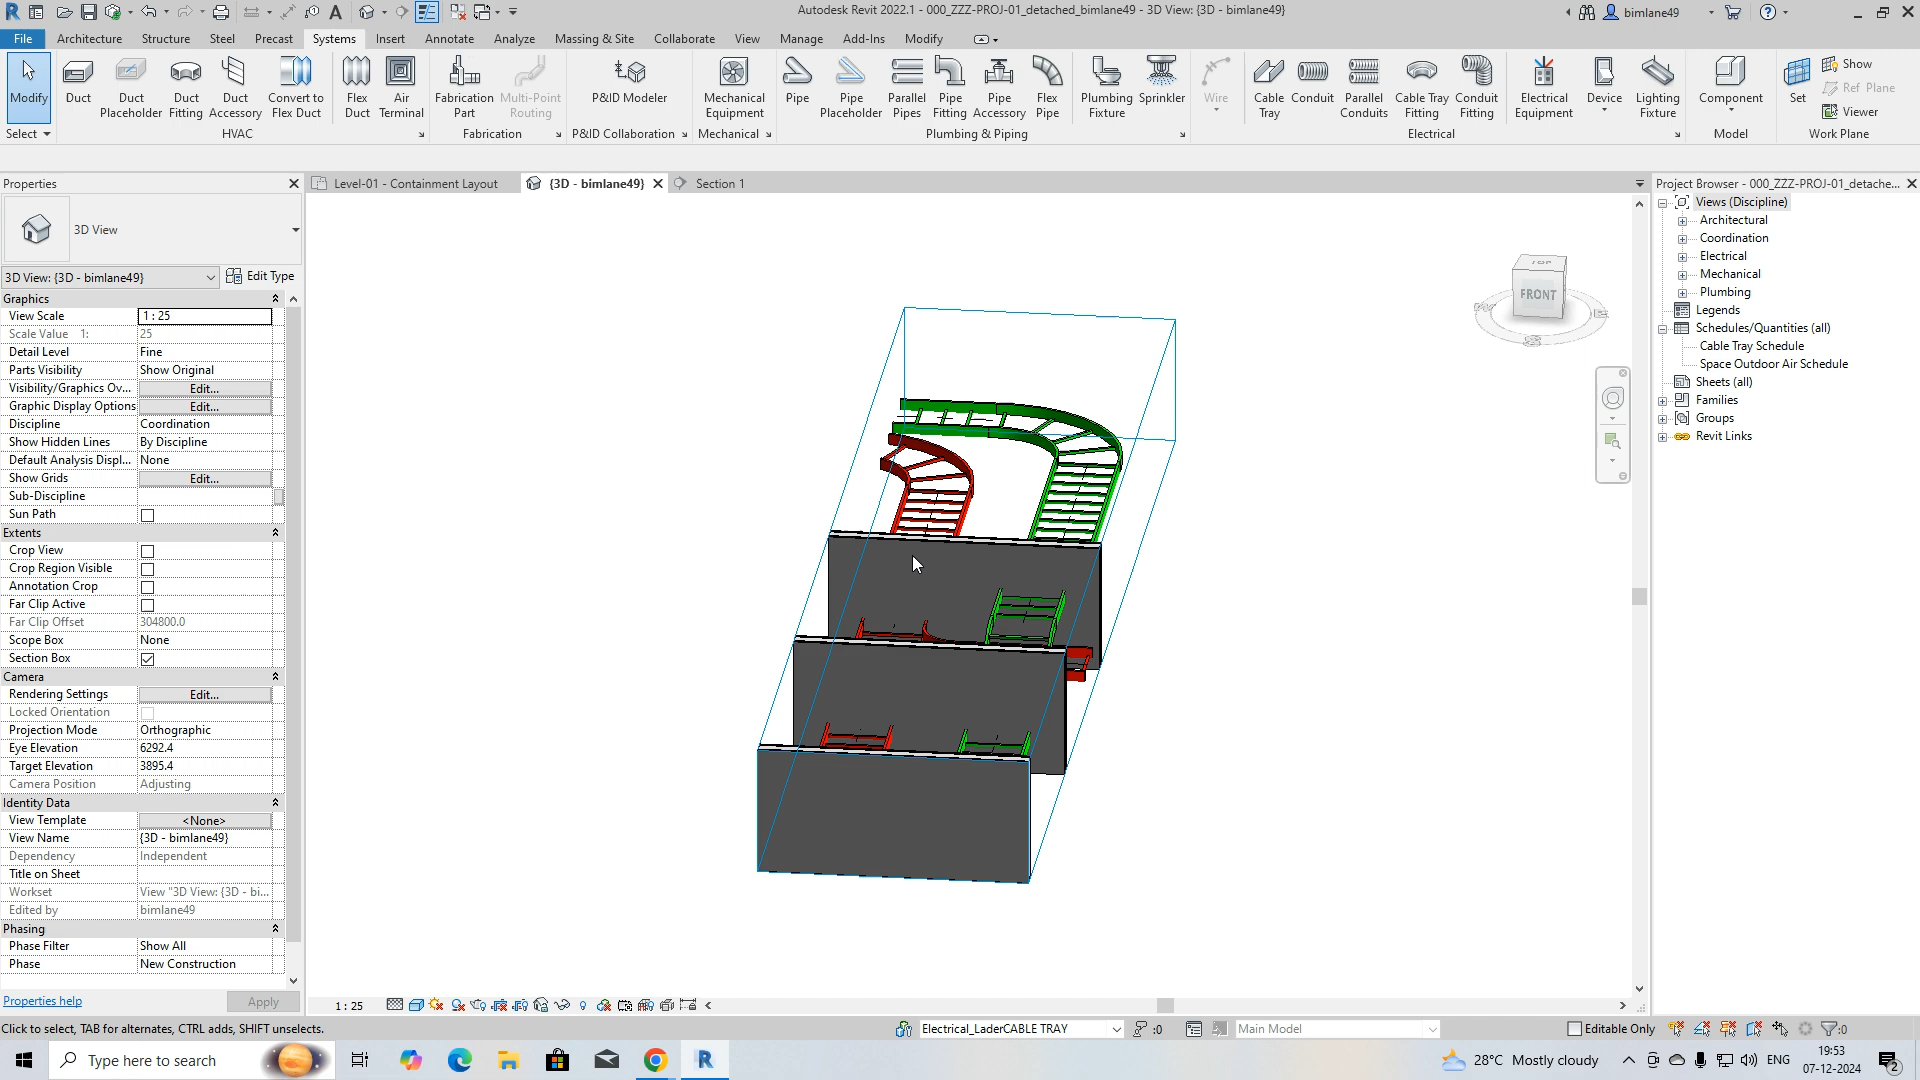 Autodesk Revit 2022.1 - 000_ZZZ-PROJ-01_detached_bimlane49 - 3D View: {3D - bimlane49}
bimlane49
File Architecture Structure Steel Precast Systems Insert Annotate Analyze Massing & Site Collaborate View Manage Add-Ins Modify
Modify
Duct
Duct Placeholder
Duct Fitting
Duct Accessory
Convert to Flex Duct
Flex Duct
Air Terminal
Fabrication Part
Multi-Point Routing
P&ID Modeler
Mechanical Equipment
Pipe
Pipe Placeholder
Parallel Pipes
Pipe Fitting
Pipe Accessory
Flex Pipe
Plumbing Fixture
Sprinkler
Wire
Cable Tray
Conduit
Parallel Conduits
Cable Tray Fitting
Conduit Fitting
Electrical Equipment
Device
Lighting Fixture
Component
Set
Show
Ref Plane
Viewer
Select HVAC Fabrication P&ID Collaboration Mechanical Plumbing & Piping Electrical Model Work Plane
Properties
Level-01 - Containment Layout
{3D - bimlane49}
Section 1
Project Browser - 000_ZZZ-PROJ-01_detache...
3D View
3D View: {3D - bimlane49} Edit Type
Graphics
View Scale 1 : 25
Scale Value 1: 25
Detail Level Fine
Parts Visibility Show Original
Visibility/Graphics Ov... Edit...
Graphic Display Options Edit...
Discipline Coordination
Show Hidden Lines By Discipline
Default Analysis Displ... None
Show Grids Edit...
Sub-Discipline
Sun Path
Extents
Crop View
Crop Region Visible
Annotation Crop
Far Clip Active
Far Clip Offset 304800.0
Scope Box None
Section Box
Camera
Rendering Settings Edit...
Locked Orientation
Projection Mode Orthographic
Eye Elevation 6292.4
Target Elevation 3895.4
Camera Position Adjusting
Identity Data
View Template <None>
View Name {3D - bimlane49}
Dependency Independent
Title on Sheet
Workset View "3D View: {3D - bi...
Edited by bimlane49
Phasing
Phase Filter Show All
Phase New Construction
Properties help Apply
TOP
FRONT
Views (Discipline)
Architectural
Coordination
Electrical
Mechanical
Plumbing
Legends
Schedules/Quantities (all)
Cable Tray Schedule
Space Outdoor Air Schedule
Sheets (all)
Families
Groups
Revit Links
1 : 25
Click to select, TAB for alternates, CTRL adds, SHIFT unselects.
Electrical_LaderCABLE TRAY
:0
Main Model
Editable Only
:0
Type here to search
28°C Mostly cloudy
ENG
19:53
07-12-2024
2